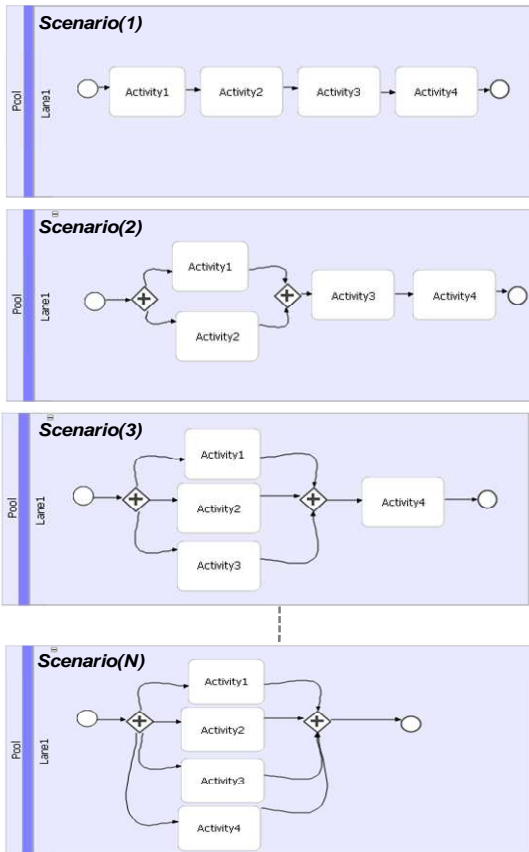 Scenario(1)
Pool
Lane1
Activity1 Activity2 Activity3 Activity4
Scenario(2)
Pool
Lane1
Activity1
Activity2
Activity3 Activity4
Scenario(3)
Pool
Lane1
Activity1
Activity2
Activity3
Activity4
Scenario(N)
Pool
Lane1
Activity1
Activity2
Activity3
Activity4